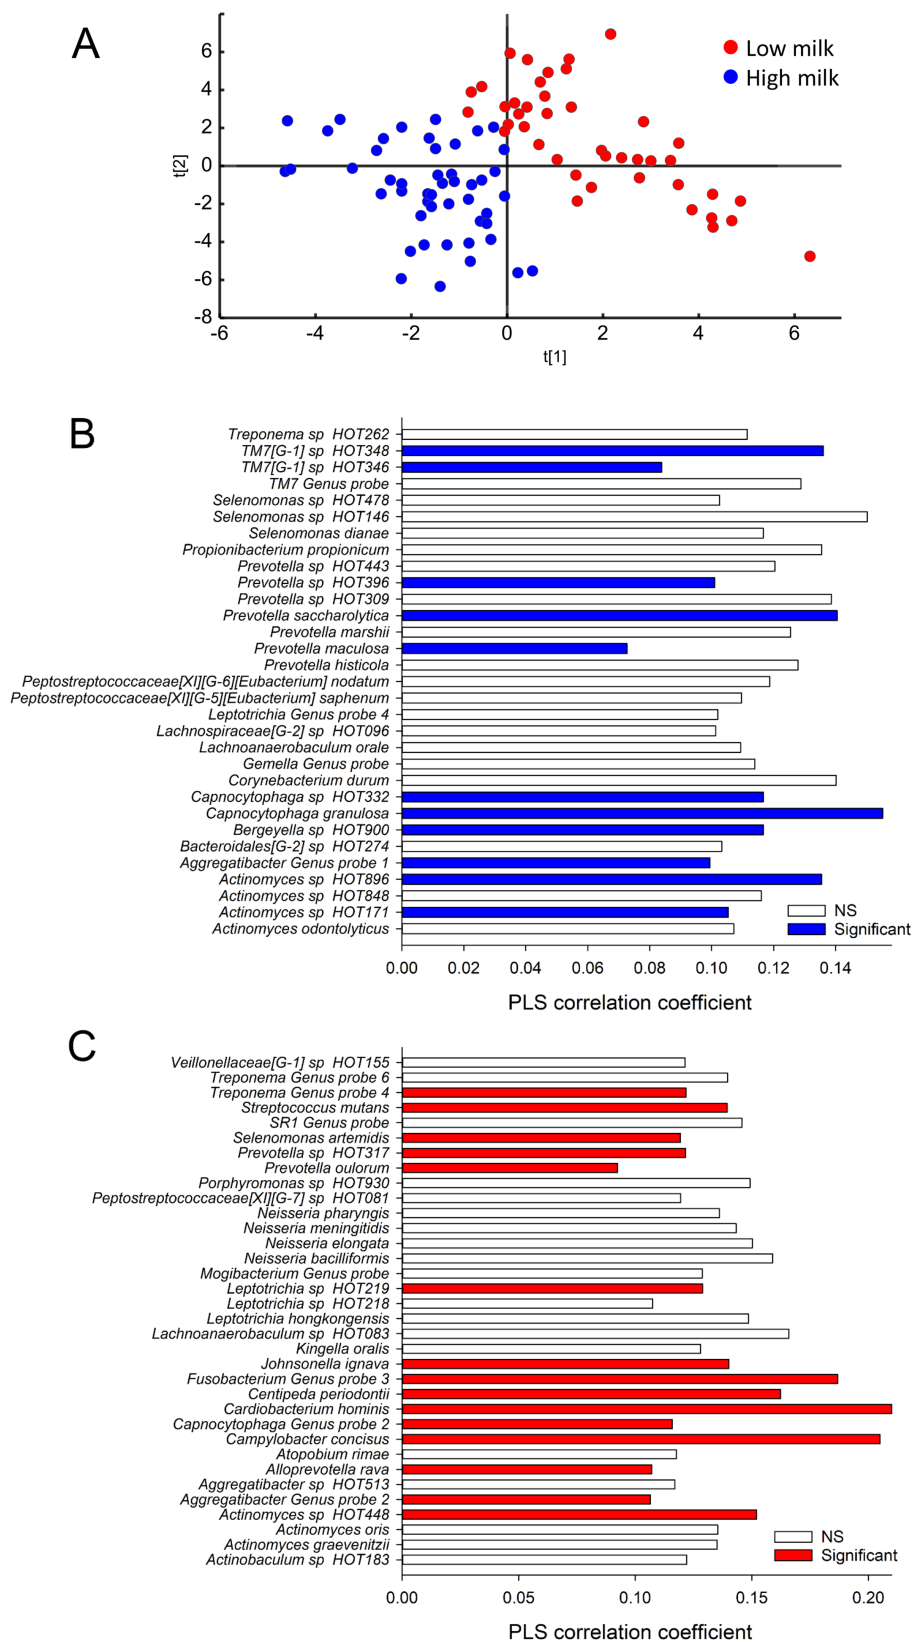 A
Low milk
High milk
6
4
2
0
-2
-4
-6
-8
t[2]
-6 -4 -2 0 2 4 6
t[1]
B
Treponema sp HOT262
TM7[G-1] sp HOT348
TM7[G-1] sp HOT346
TM7 Genus probe
Selenomonas sp HOT478
Selenomonas sp HOT146
Selenomonas dianae
Propionibacterium propionicum
Prevotella sp HOT443
Prevotella sp HOT396
Prevotella sp HOT309
Prevotella saccharolytica
Prevotella marshii
Prevotella maculosa
Prevotella histicola
Peptostreptococcaceae[XI][G-6][Eubacterium] nodatum
Peptostreptococcaceae[XI][G-5][Eubacterium] saphenum
Leptotrichia Genus probe 4
Lachnospiraceae[G-2] sp HOT096
Lachnoanaerobaculum orale
Gemella Genus probe
Corynebacterium durum
Capnocytophaga sp HOT332
Capnocytophaga granulosa
Bergeyella sp HOT900
Bacteroidales[G-2] sp HOT274
Aggregatibacter Genus probe 1
Actinomyces sp HOT896
Actinomyces sp HOT848
Actinomyces sp HOT171
Actinomyces odontolyticus
NS
Significant
0.00 0.02 0.04 0.06 0.08 0.10 0.12 0.14
PLS correlation coefficient
C
Veillonellaceae[G-1] sp HOT155
Treponema Genus probe 6
Treponema Genus probe 4
Streptococcus mutans
SR1 Genus probe
Selenomonas artemidis
Prevotella sp HOT317
Prevotella oulorum
Porphyromonas sp HOT930
Peptostreptococcaceae[XI][G-7] sp HOT081
Neisseria pharyngis
Neisseria meningitidis
Neisseria elongata
Neisseria bacilliformis
Mogibacterium Genus probe
Leptotrichia sp HOT219
Leptotrichia sp HOT218
Leptotrichia hongkongensis
Lachnoanaerobaculum sp HOT083
Kingella oralis
Johnsonella ignava
Fusobacterium Genus probe 3
Centipeda periodontii
Cardiobacterium hominis
Capnocytophaga Genus probe 2
Campylobacter concisus
Atopobium rimae
Alloprevotella rava
Aggregatibacter sp HOT513
Aggregatibacter Genus probe 2
Actinomyces sp HOT448
Actinomyces oris
Actinomyces graevenitzii
Actinobaculum sp HOT183
NS
Significant
0.00 0.05 0.10 0.15 0.20
PLS correlation coefficient